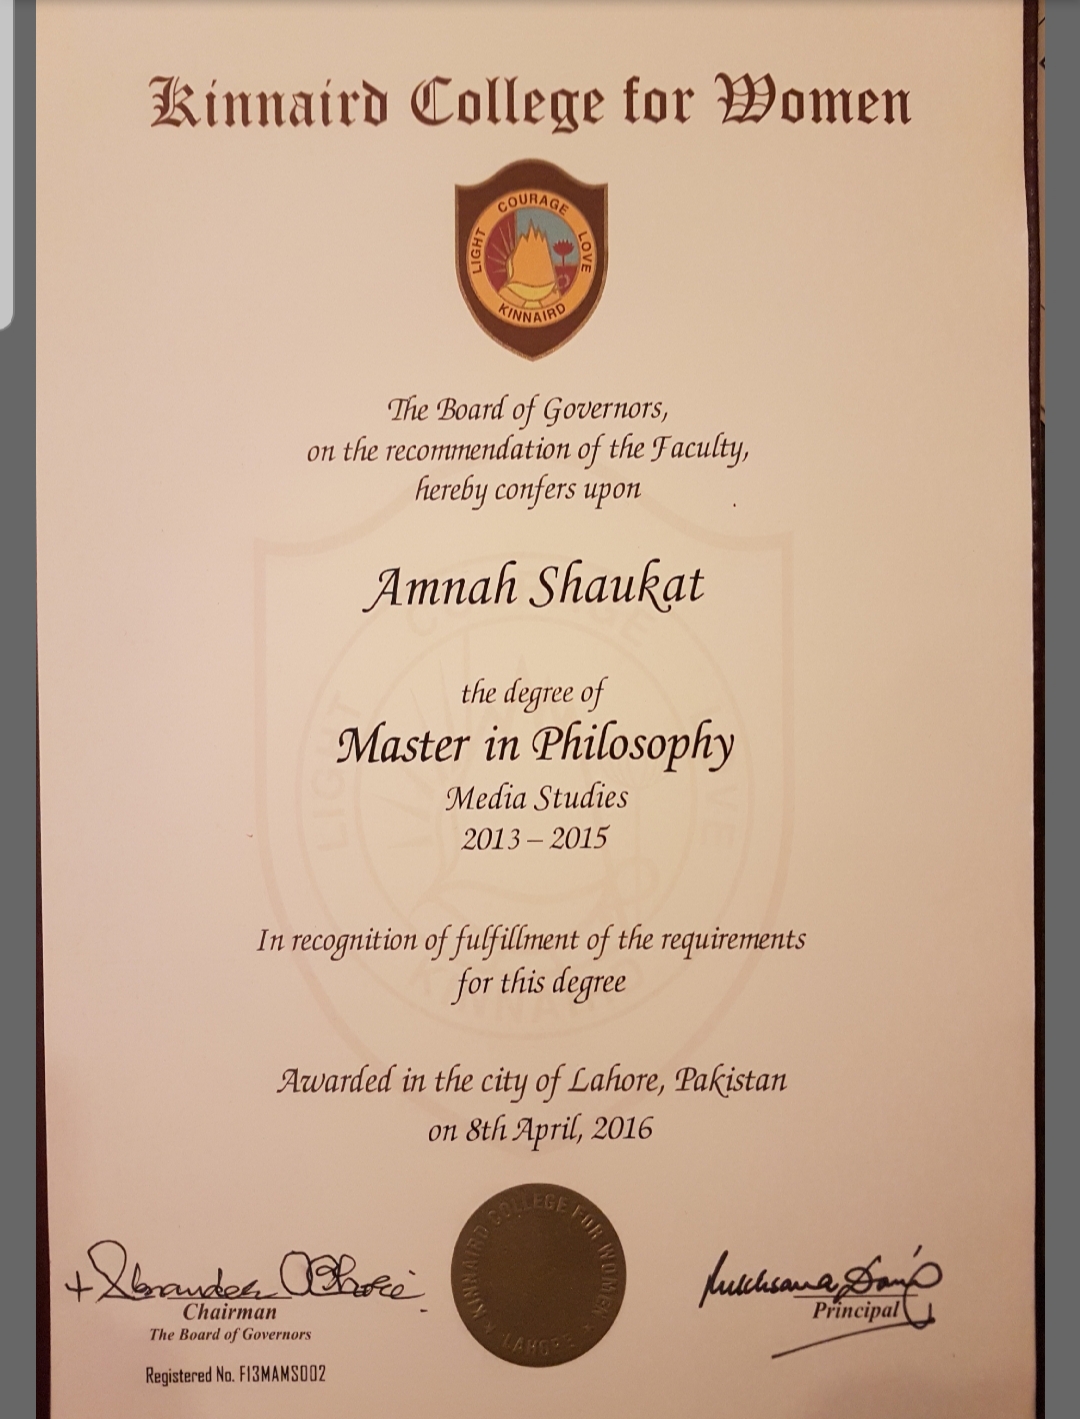 Kinnaird College for Women
LIGHT COURAGE LOVE
KINNAIRD
The Board of Governors,
on the recommendation of the Faculty,
hereby confers upon
Amnah Shaukat
the degree of
Master in Philosophy
Media Studies
2013 – 2015
In recognition of fulfillment of the requirements
for this degree
Awarded in the city of Lahore, Pakistan
on 8th April, 2016
KINNAIRD COLLEGE FOR WOMEN
LAHORE
Chairman
The Board of Governors
Principal
Registered No. F13MAMS002